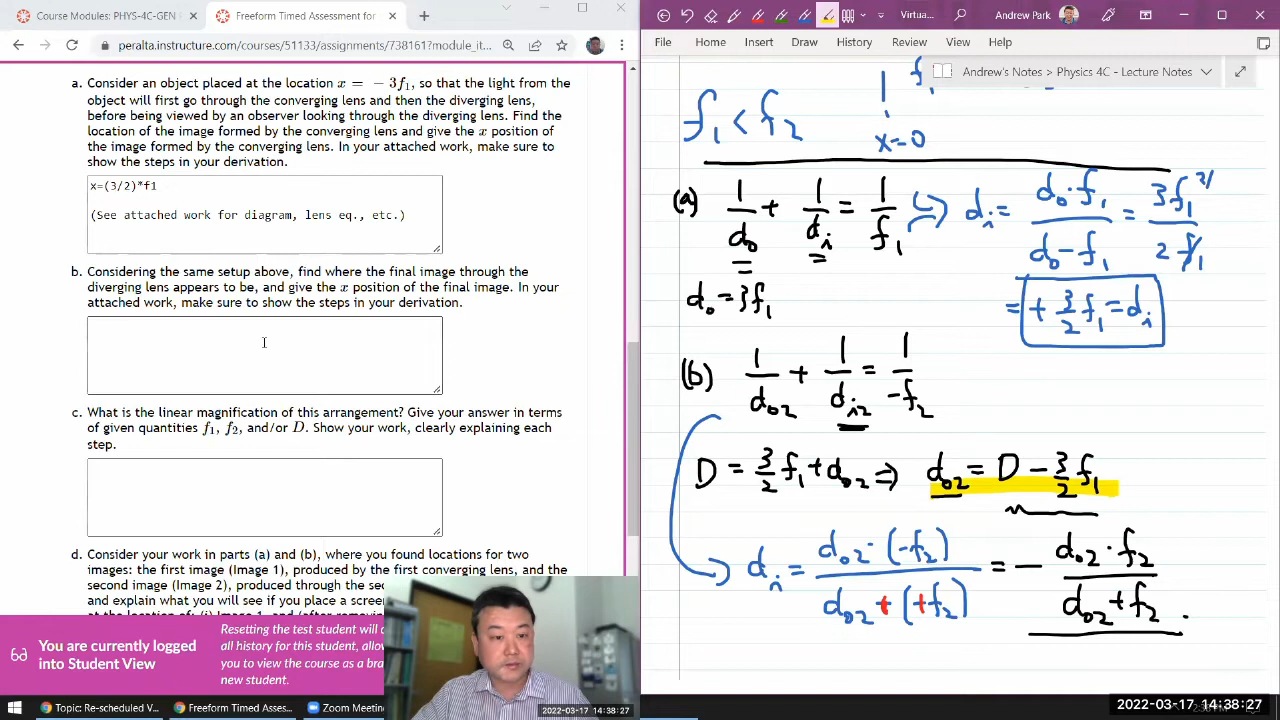 Course Modules: PHYS-4C-GEN
Freeform Timed Assessment for
peralta.instructure.com/courses/51133/assignments/738161?module_it...
a. Consider an object placed at the location x = − 3f₁, so that the light from the
object will first go through the converging lens and then the diverging lens,
before being viewed by an observer looking through the diverging lens. Find the
location of the image formed by the converging lens and give the x position of
the image formed by the converging lens. In your attached work, make sure to
show the steps in your derivation.
x=(3/2)*f1
(See attached work for diagram, lens eq., etc.)
b. Considering the same setup above, find where the final image through the
diverging lens appears to be, and give the x position of the final image. In your
attached work, make sure to show the steps in your derivation.
c. What is the linear magnification of this arrangement? Give your answer in terms
of given quantities f₁, f₂, and/or D. Show your work, clearly explaining each
step.
d. Consider your work in parts (a) and (b), where you found locations for two
images: the first image (Image 1), produced by the first converging lens, and the
second image (Image 2), produced through the sec
and explain what you will see if you place a screen
You are currently logged
into Student View
Resetting the test student will
all history for this student, allow
you to view the course as a bra
new student.
Topic: Re-scheduled V...
Freeform Timed Asses...
Zoom Meeting
2022-03-17 14:38:27
Virtua...
Andrew Park
File Home Insert Draw History Review View Help
Andrew's Notes > Physics 4C - Lecture Notes
f₁
f₁ < f₂
x=0
(a) 1/d₀ + 1/dᵢ = 1/f₁ dᵢ = d₀·f₁/(d₀−f₁) = 3f₁²/2f₁
d₀ = 3f₁ = + 3/2 f₁ = dᵢ
(b) 1/d₀₂ + 1/dᵢ₂ = 1/−f₂
D = 3/2 f₁ + d₀₂ ⇒ d₀₂ = D − 3/2 f₁
dᵢ = d₀₂·(−f₂)/(d₀₂ + (+f₂)) = − d₀₂·f₂/(d₀₂+f₂).
2022-03-17 14:38:27